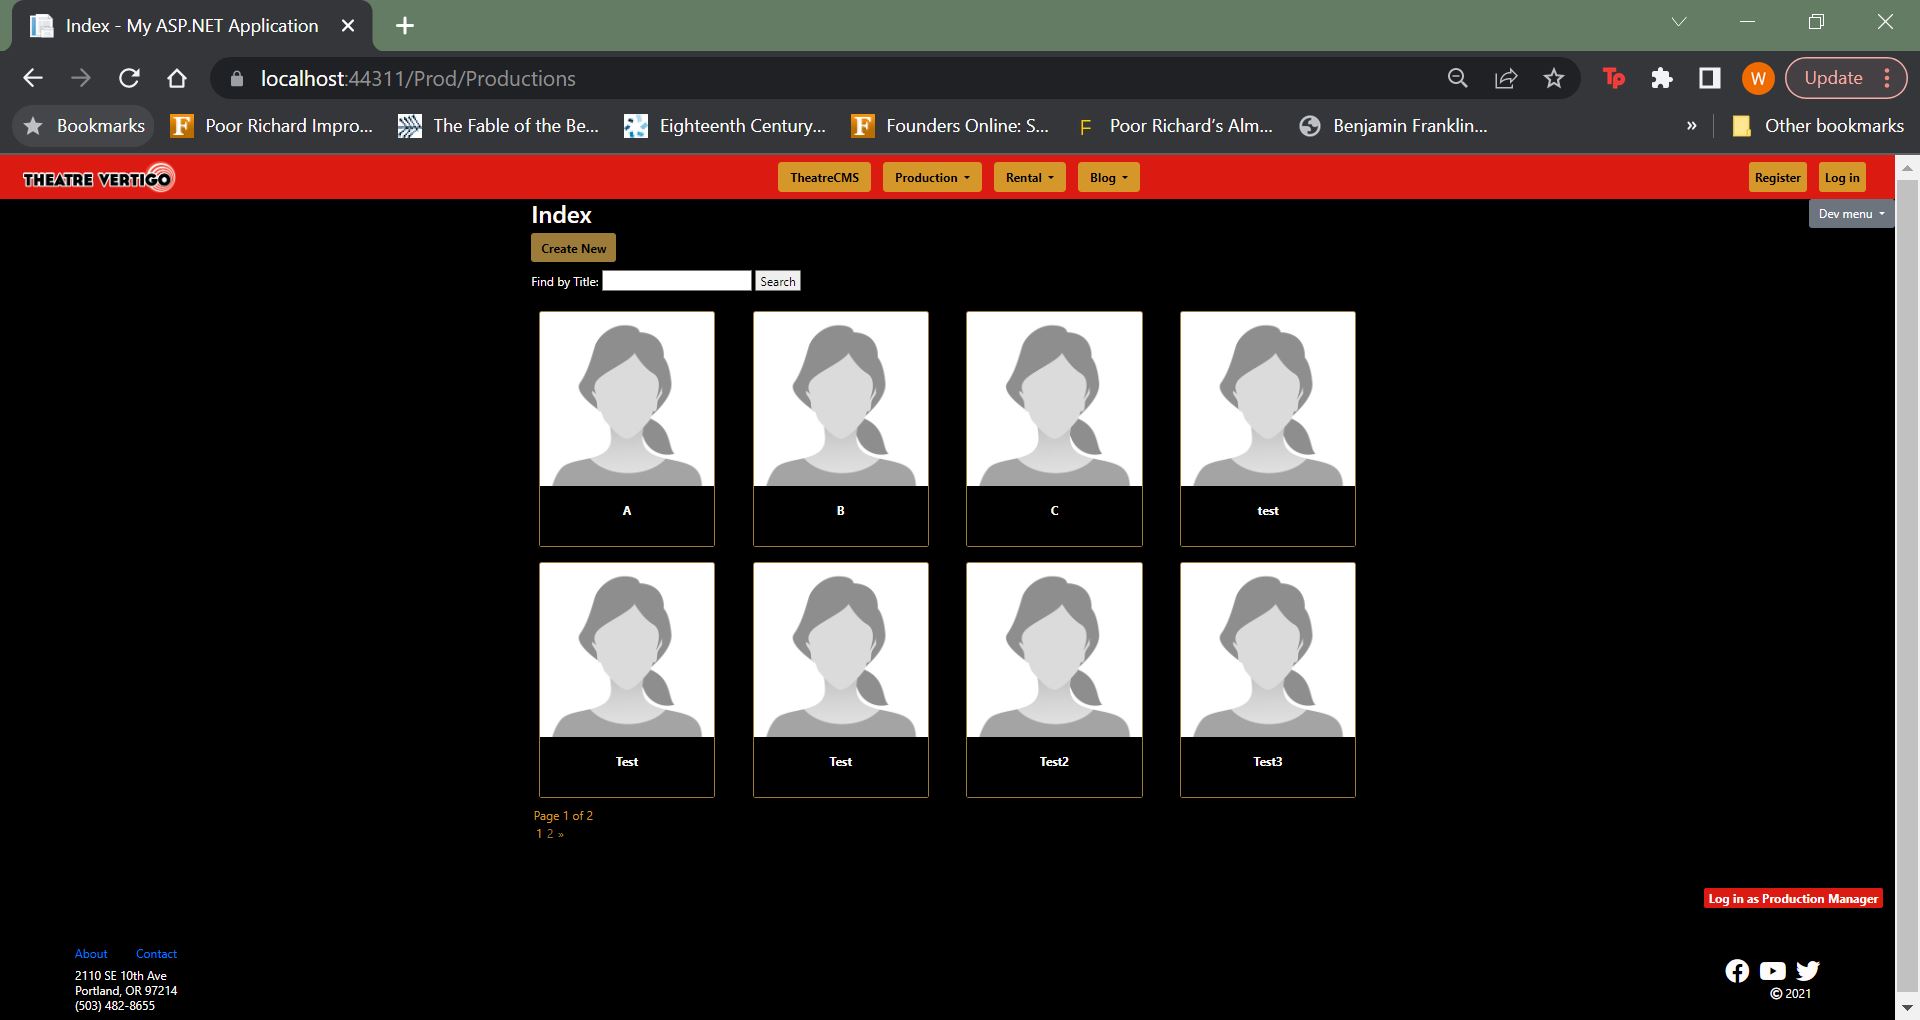 Index - My ASP.NET Application
localhost:44311/Prod/Productions
Tp
W
Update
Bookmarks
F
Poor Richard Impro...
The Fable of the Be...
Eighteenth Century...
F
Founders Online: S...
F
Poor Richard's Alm...
Benjamin Franklin...
»
Other bookmarks
THEATRE VERTIGO
TheatreCMS
Production
Rental
Blog
Register
Log in
Dev menu
Index
Create New
Find by Title:
Search
A
B
C
test
Test
Test
Test2
Test3
Page 1 of 2
1 2 »
Log in as Production Manager
About
Contact
2110 SE 10th Ave
Portland, OR 97214
(503) 482-8655
© 2021